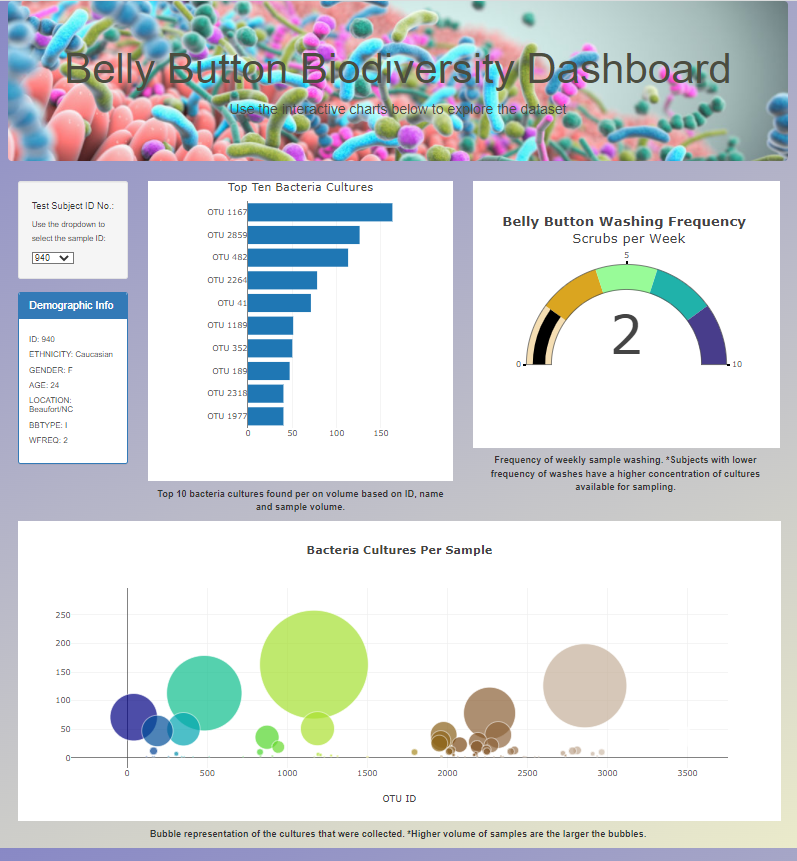 Belly Button Biodiversity Dashboard
Use the interactive charts below to explore the dataset
Test Subject ID No.:
Use the dropdown to
select the sample ID:
940
Demographic Info
ID: 940
ETHNICITY: Caucasian
GENDER: F
AGE: 24
LOCATION:
Beaufort/NC
BBTYPE: I
WFREQ: 2
Top Ten Bacteria Cultures
OTU 1167
OTU 2859
OTU 482
OTU 2264
OTU 41
OTU 1189
OTU 352
OTU 189
OTU 2318
OTU 1977
0 50 100 150
Top 10 bacteria cultures found per on volume based on ID, name
and sample volume.
Belly Button Washing Frequency
Scrubs per Week
5
2
0 10
Frequency of weekly sample washing. *Subjects with lower
frequency of washes have a higher concentration of cultures
available for sampling.
Bacteria Cultures Per Sample
250
200
150
100
50
0
0 500 1000 1500 2000 2500 3000 3500
OTU ID
Bubble representation of the cultures that were collected. *Higher volume of samples are the larger the bubbles.